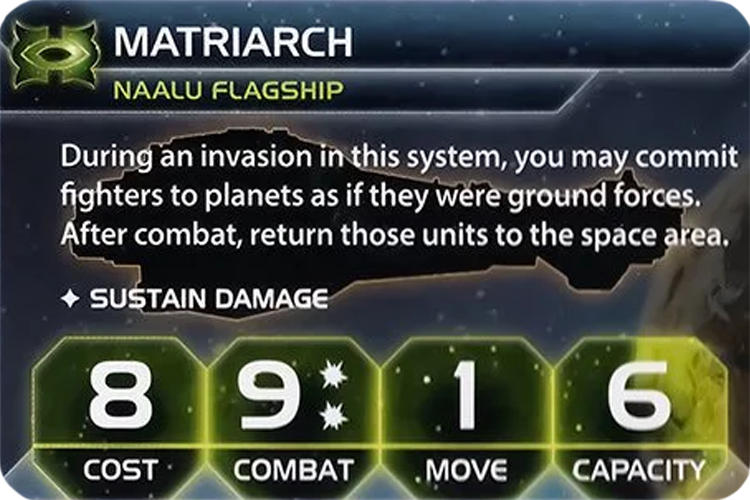 MATRIARCH
NAALU FLAGSHIP
During an invasion in this system, you may commit
fighters to planets as if they were ground forces.
After combat, return those units to the space area.
SUSTAIN DAMAGE
8 9 1 6
COST COMBAT MOVE CAPACITY